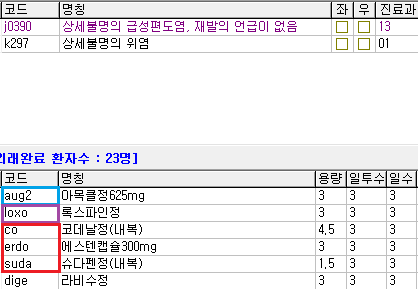 코드 명칭 좌 우 진료과
j0390 상세불명의 급성편도염, 재발의 언급이 없음 13
k297 상세불명의 위염 01
외래완료 환자수 : 23명]
코드 명칭 용량 일투수 일수
aug2 아목클정625mg 3 3 3
loxo 록스파인정 3 3 3
co 코데날정(내복) 4,5 3 3
erdo 에스텐캡슐300mg 3 3 3
suda 슈다펜정(내복) 1,5 3 3
dige 라비수정 3 3 3